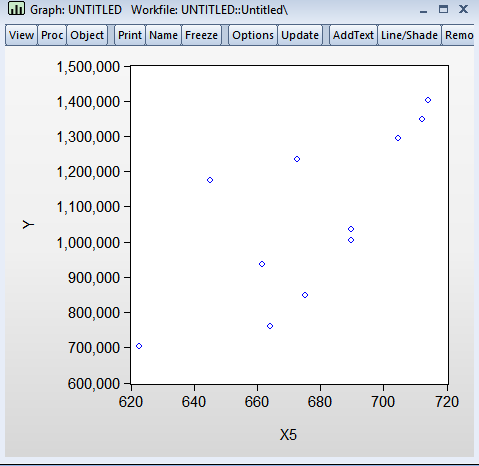 Graph: UNTITLED Workfile: UNTITLED::Untitled\
View Proc Object Print Name Freeze Options Update AddText Line/Shade Remo
1,500,000
1,400,000
1,300,000
1,200,000
1,100,000
1,000,000
900,000
800,000
700,000
600,000
Y
620 640 660 680 700 720
X5